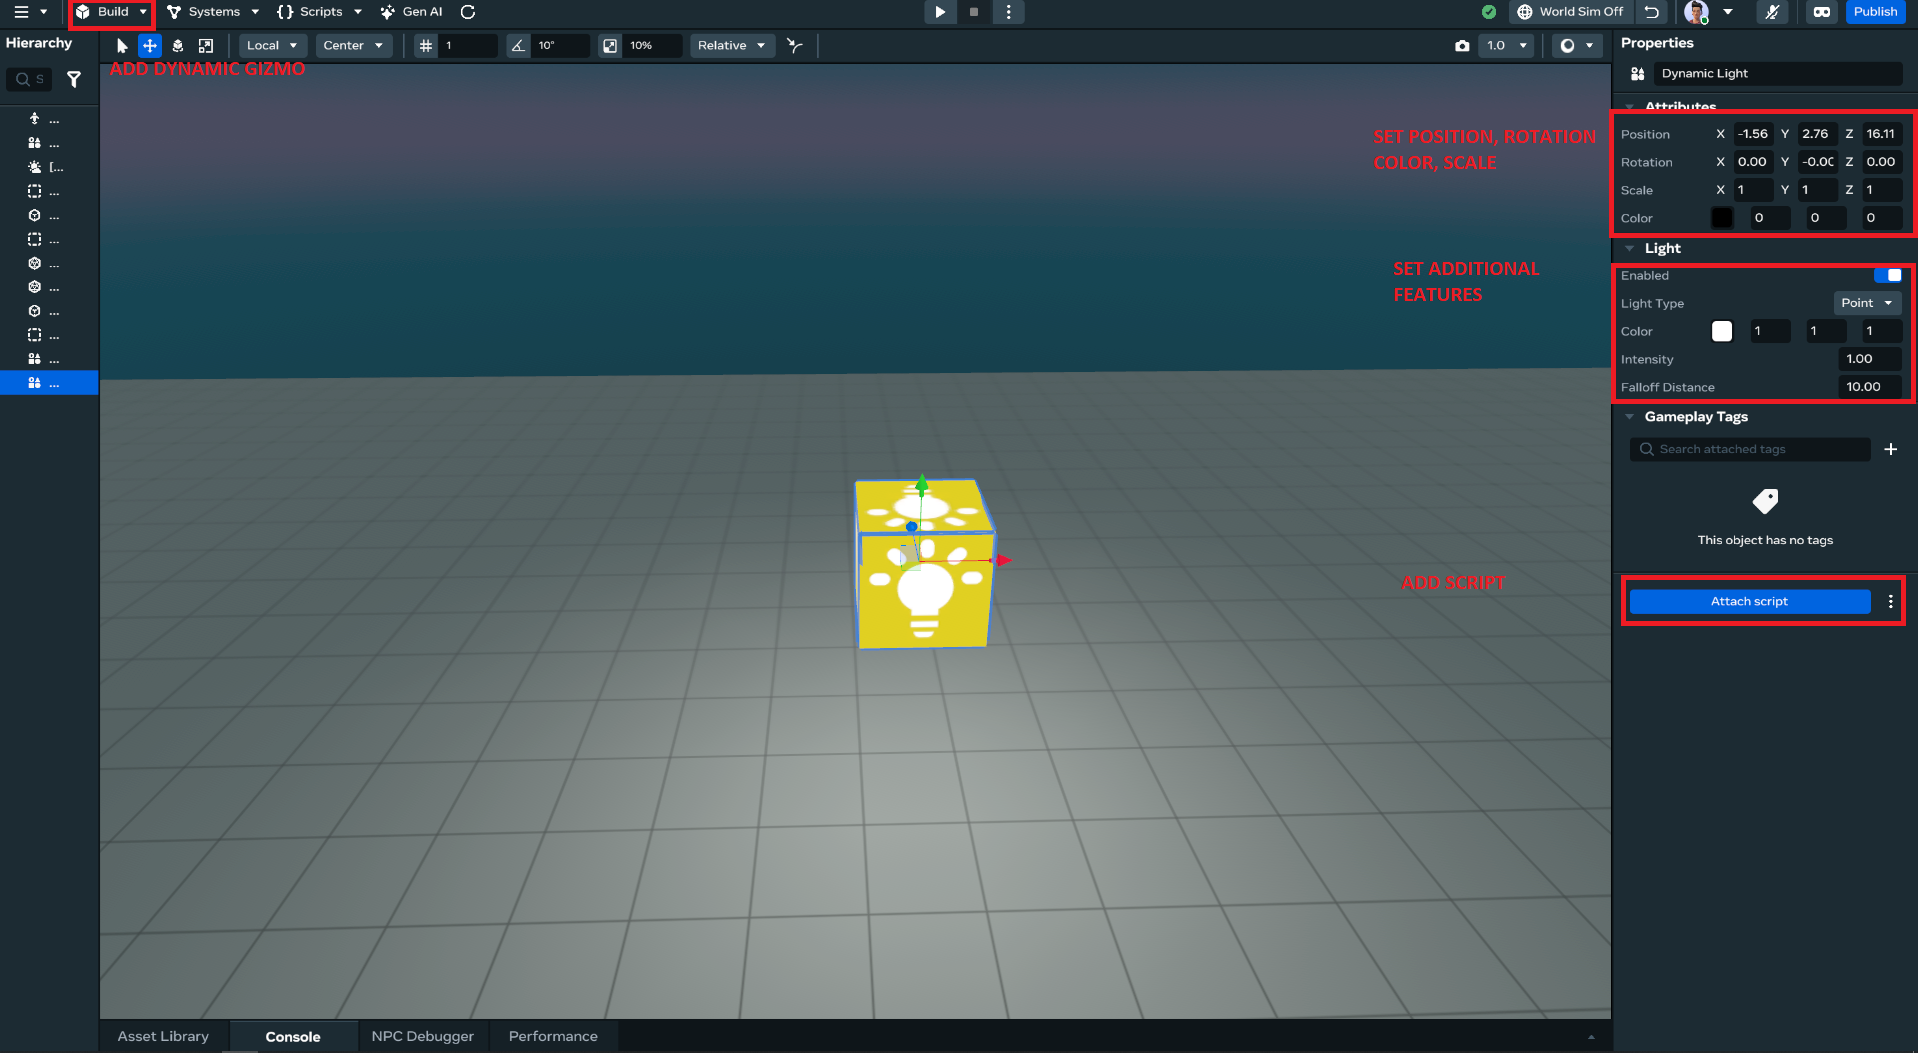 Build Systems Scripts Gen AI World Sim Off Publish
Hierarchy Local Center 1 10° 10% Relative 1.0 Properties
ADD DYNAMIC GIZMO
S
Dynamic Light
Attributes
...
...
[...
...
...
...
...
...
...
...
...
...
SET POSITION, ROTATION
COLOR, SCALE
Position X -1.56 Y 2.76 Z 16.11
Rotation X 0.00 Y -0.00 Z 0.00
Scale X 1 Y 1 Z 1
Color 0 0 0
Light
SET ADDITIONAL
FEATURES
Enabled
Light Type Point
Color 1 1 1
Intensity 1.00
Falloff Distance 10.00
Gameplay Tags
Search attached tags
This object has no tags
ADD SCRIPT
Attach script
Asset Library Console NPC Debugger Performance